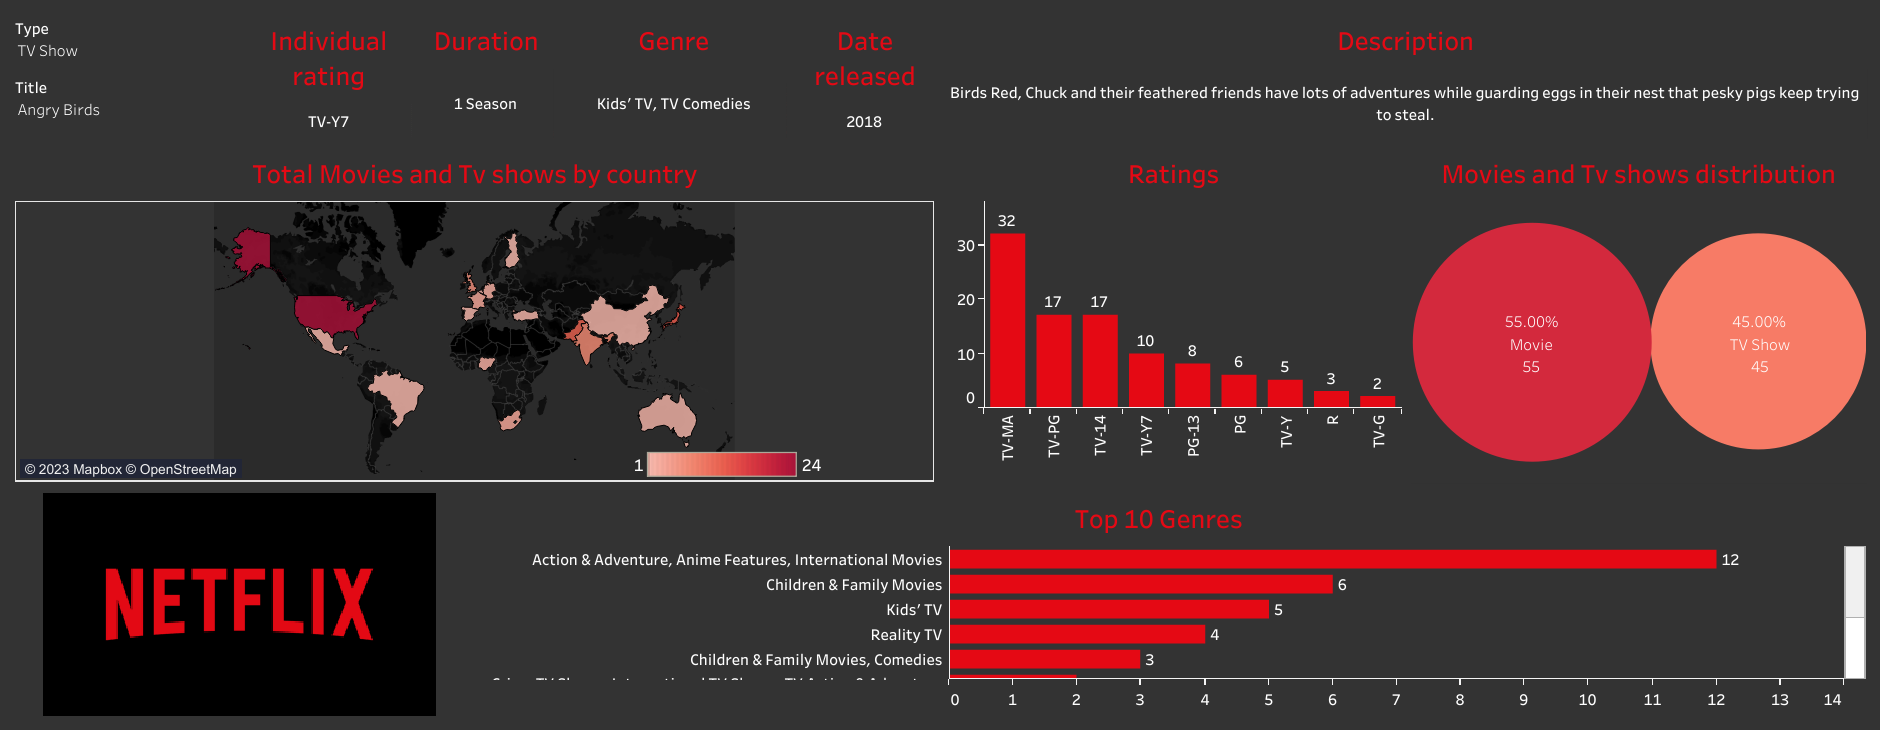 Type
TV Show
Title
Angry Birds
Individual
rating
TV-Y7
Duration
1 Season
Genre
Kids' TV, TV Comedies
Date
released
2018
Description
Birds Red, Chuck and their feathered friends have lots of adventures while guarding eggs in their nest that pesky pigs keep trying
to steal.
Total Movies and Tv shows by country
© 2023 Mapbox © OpenStreetMap
1
24
Ratings
30
20
10
0
32
17
17
10
8
6
5
3
2
TV-MA
TV-PG
TV-14
TV-Y7
PG-13
PG
TV-Y
R
TV-G
Movies and Tv shows distribution
55.00%
Movie
55
45.00%
TV Show
45
NETFLIX
Top 10 Genres
Action & Adventure, Anime Features, International Movies 12
Children & Family Movies 6
Kids' TV 5
Reality TV 4
Children & Family Movies, Comedies 3
0 1 2 3 4 5 6 7 8 9 10 11 12 13 14